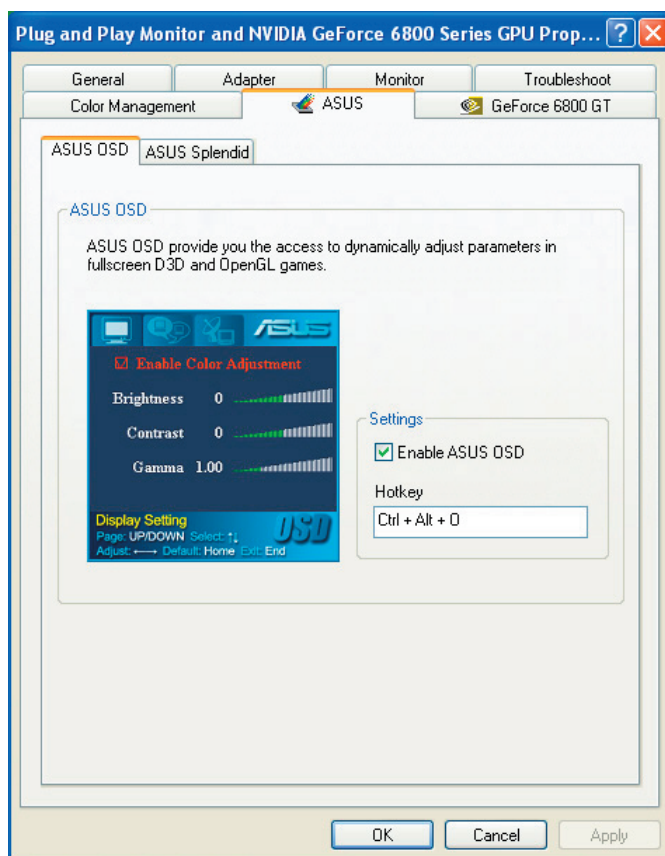 Plug and Play Monitor and NVIDIA GeForce 6800 Series GPU Prop... ?
General Adapter Monitor Troubleshoot
Color Management ASUS GeForce 6800 GT
ASUS OSD ASUS Splendid
ASUS OSD
ASUS OSD provide you the access to dynamically adjust parameters in
fullscreen D3D and OpenGL games.
ASUS
Enable Color Adjustment
Brightness 0
Contrast 0
Gamma 1.00
Display Setting
Page: UP/DOWN Select: ↑↓
Adjust: ←→ Default: Home Exit: End
OSD
Settings
Enable ASUS OSD
Hotkey
Ctrl + Alt + O
OK Cancel Apply